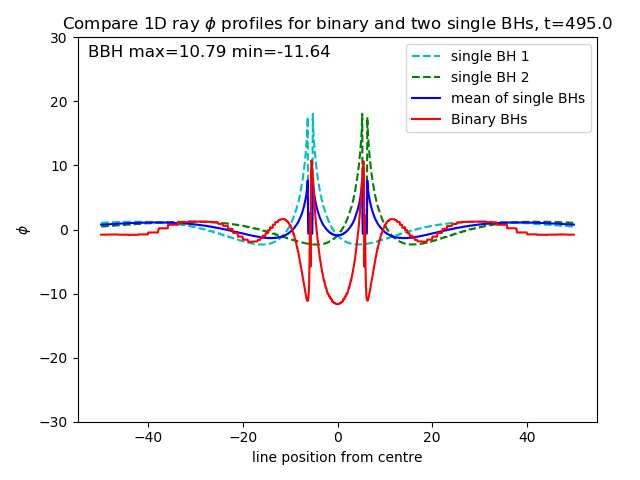 Compare 1D ray ϕ profiles for binary and two single BHs, t=495.0
BBH max=10.79 min=-11.64
single BH 1
single BH 2
mean of single BHs
Binary BHs
30
20
10
0
−10
−20
−30
ϕ
−40
−20
0
20
40
line position from centre